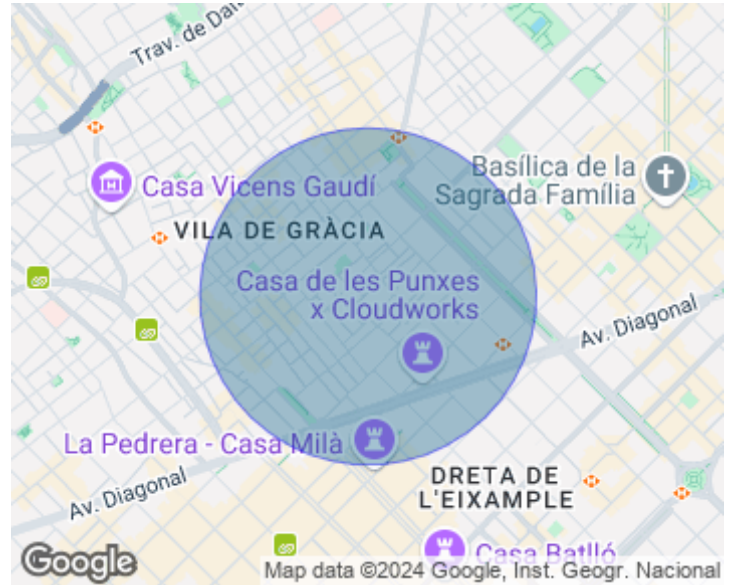 Trav. de Dalt
Casa Vicens Gaudí
Basílica de la
Sagrada Família
VILA DE GRÀCIA
Casa de les Punxes
x Cloudworks
Av. Diagonal
La Pedrera - Casa Milà
Av. Diagonal
DRETA DE
L'EIXAMPLE
Casa Batlló
Google
Map data ©2024 Google, Inst. Geogr. Nacional